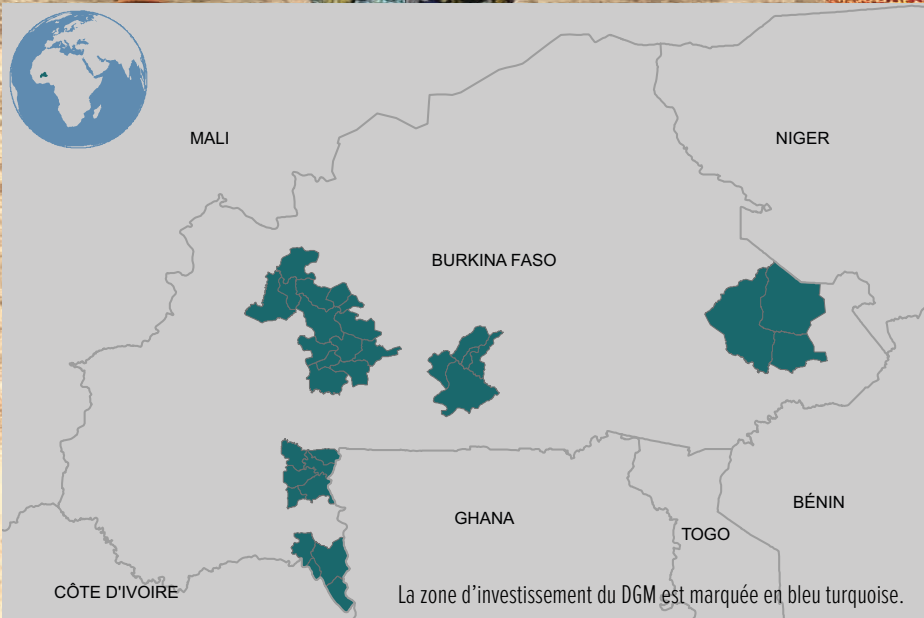 MALI
NIGER
BURKINA FASO
BÉNIN
GHANA
TOGO
CÔTE D'IVOIRE
La zone d'investissement du DGM est marquée en bleu turquoise.